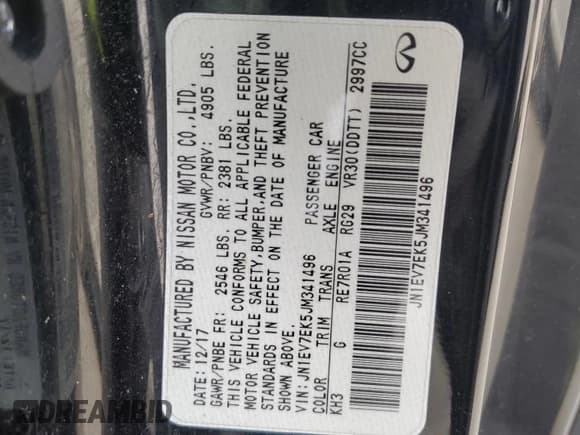 MANUFACTURED BY NISSAN MOTOR CO.,LTD.
DATE: 12/17 GVWR/PNBV: 4905 LBS.
GAWR/PNBE FR: 2546 LBS. RR: 2381 LBS.
THIS VEHICLE CONFORMS TO ALL APPLICABLE FEDERAL
MOTOR VEHICLE SAFETY,BUMPER,AND THEFT PREVENTION
STANDARDS IN EFFECT ON THE DATE OF MANUFACTURE
SHOWN ABOVE.
VIN: JN1EV7EK5JM341496 PASSENGER CAR
COLOR TRIM TRANS AXLE ENGINE
KH3 G RE7R01A RG29 VR30(DDTT) 2997CC
JN1EV7EK5JM341496
DREAMBID